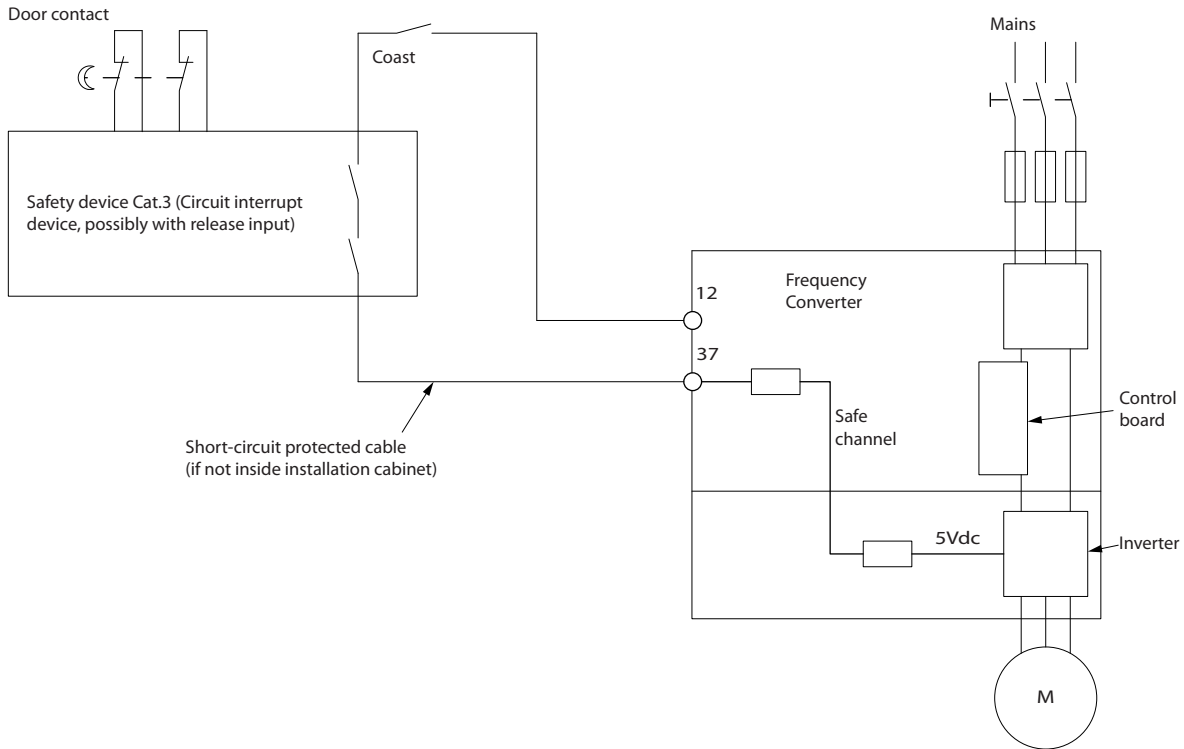 Door contact
Coast
Mains
Safety device Cat.3 (Circuit interrupt
device, possibly with release input)
12
Frequency
Converter
37
Safe
channel
Control
board
Short-circuit protected cable
(if not inside installation cabinet)
5Vdc
Inverter
M